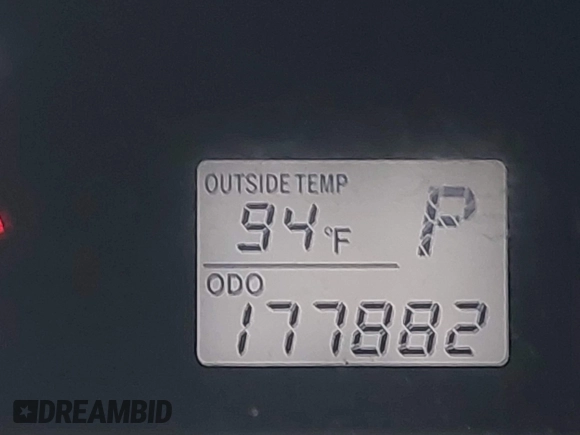 OUTSIDE TEMP
94°F P
ODO
177882
DREAMBID